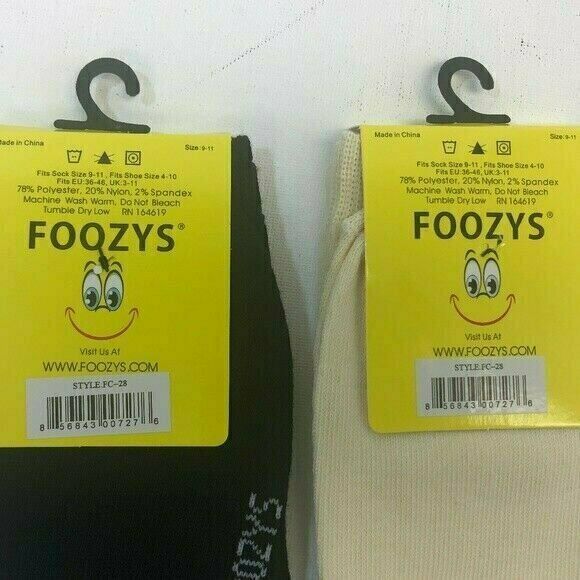 Made in China
Size: 9-11
Fits Sock Size 9-11 , Fits Shoe Size 4-10
Fits EU:36-46, UK:3-11
78% Polyester, 20% Nylon, 2% Spandex
Machine Wash Warm, Do Not Bleach
Tumble Dry Low RN 164619
FOOZYS®
Visit Us At
WWW.FOOZYS.COM
STYLE:FC-28
8 56843 00727 6
Made in China
Size: 9-11
Fits Sock Size 9-11 , Fits Shoe Size 4-10
Fits EU:36-46, UK:3-11
78% Polyester, 20% Nylon, 2% Spandex
Machine Wash Warm, Do Not Bleach
Tumble Dry Low RN 164619
FOOZYS®
Visit Us At
WWW.FOOZYS.COM
STYLE:FC-28
8 56843 00727 6